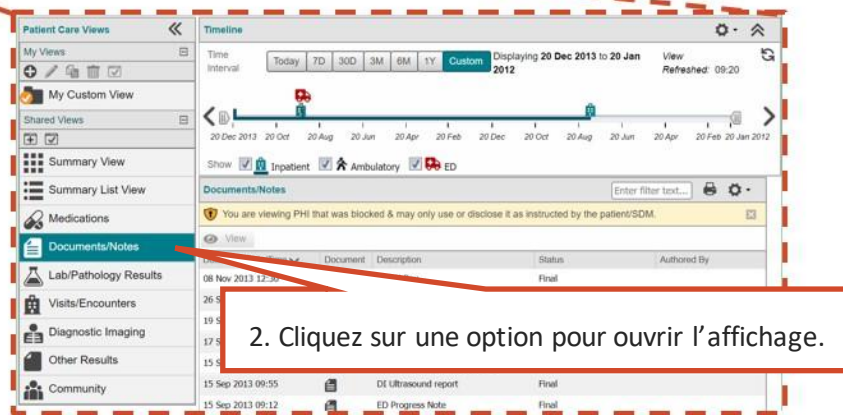 Patient Care Views
My Views
My Custom View
Shared Views
Summary View
Summary List View
Medications
Documents/Notes
Lab/Pathology Results
Visits/Encounters
Diagnostic Imaging
Other Results
Community
Timeline
Time Interval
Today 7D 30D 3M 6M 1Y Custom
Displaying 20 Dec 2013 to 20 Jan 2012
View Refreshed: 09:20
20 Dec 2013 20 Oct 20 Aug 20 Jun 20 Apr 20 Feb 20 Dec 20 Oct 20 Aug 20 Jun 20 Apr 20 Feb 20 Jan 2012
Show Inpatient Ambulatory ED
Documents/Notes
Enter filter text...
You are viewing PHI that was blocked & may only use or disclose it as instructed by the patient/SDM.
View
Document Description Status Authored By
08 Nov 2013 12:30 Final
26 S
19 S
17 S
15 S
2. Cliquez sur une option pour ouvrir l’affichage.
15 Sep 2013 09:55 DI Ultrasound report Final
15 Sep 2013 09:12 ED Progress Note Final